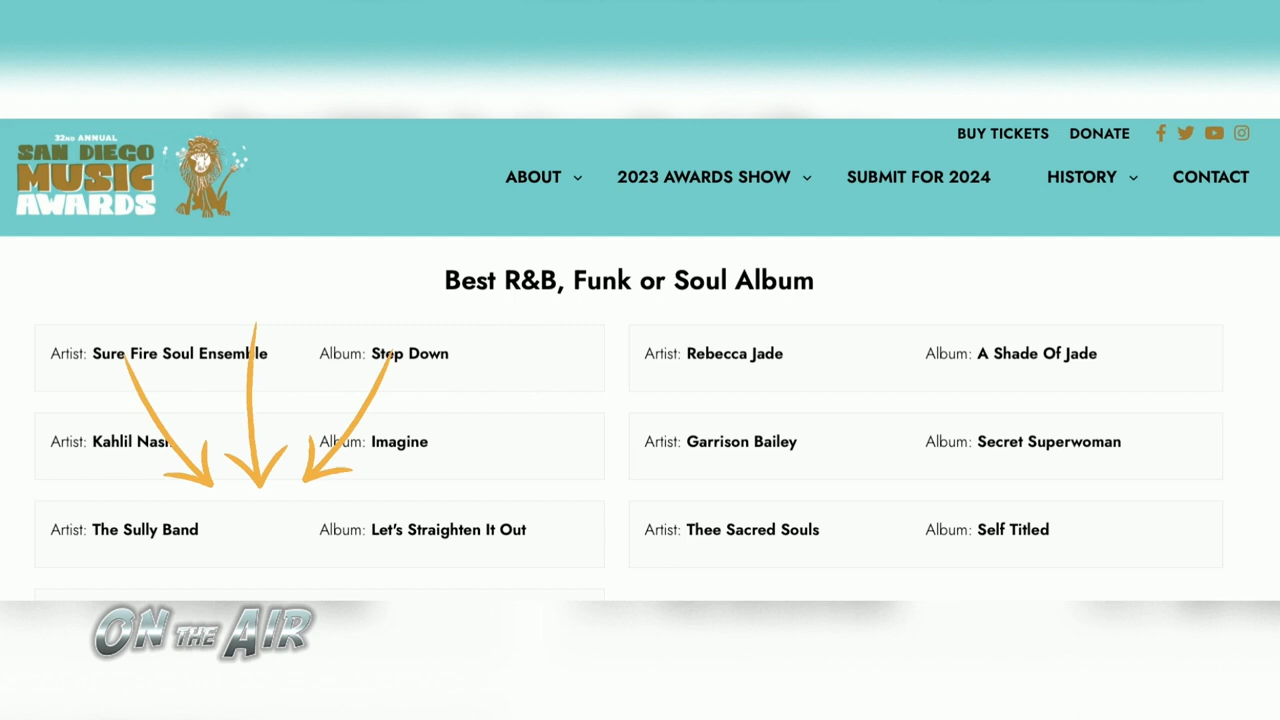 32ND ANNUAL
SAN DIEGO
MUSIC
AWARDS
BUY TICKETS DONATE
ABOUT 2023 AWARDS SHOW SUBMIT FOR 2024 HISTORY CONTACT
Best R&B, Funk or Soul Album
Artist: Sure Fire Soul Ensemble Album: Step Down
Artist: Rebecca Jade Album: A Shade Of Jade
Artist: Kahlil Nash Album: Imagine
Artist: Garrison Bailey Album: Secret Superwoman
Artist: The Sully Band Album: Let's Straighten It Out
Artist: Thee Sacred Souls Album: Self Titled
ON THE AIR